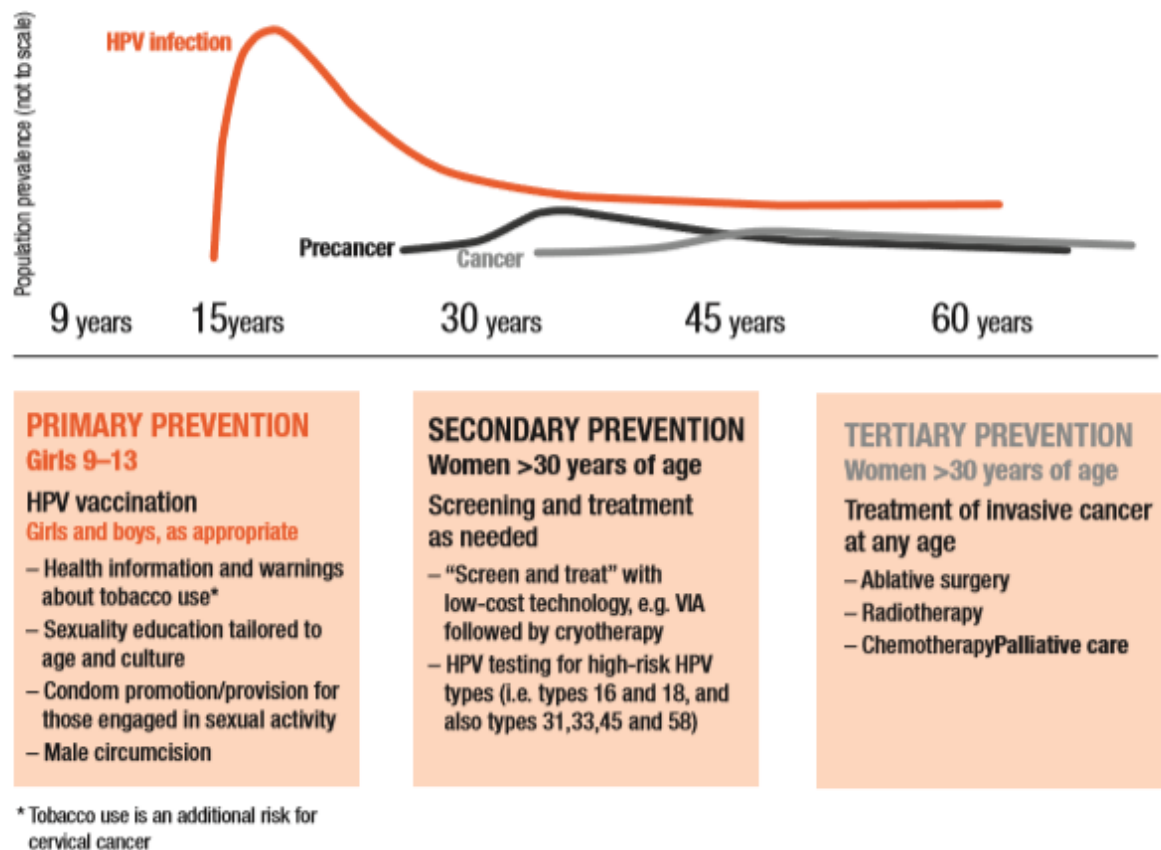 Population prevalence (not to scale)
HPV infection
Precancer
Cancer
9 years 15years 30 years 45 years 60 years
PRIMARY PREVENTION
Girls 9–13
HPV vaccination
Girls and boys, as appropriate
– Health information and warnings
about tobacco use*
– Sexuality education tailored to
age and culture
– Condom promotion/provision for
those engaged in sexual activity
– Male circumcision
SECONDARY PREVENTION
Women >30 years of age
Screening and treatment
as needed
– “Screen and treat” with
low-cost technology, e.g. VIA
followed by cryotherapy
– HPV testing for high-risk HPV
types (i.e. types 16 and 18, and
also types 31,33,45 and 58)
TERTIARY PREVENTION
Women >30 years of age
Treatment of invasive cancer
at any age
– Ablative surgery
– Radiotherapy
– ChemotherapyPalliative care
* Tobacco use is an additional risk for
cervical cancer